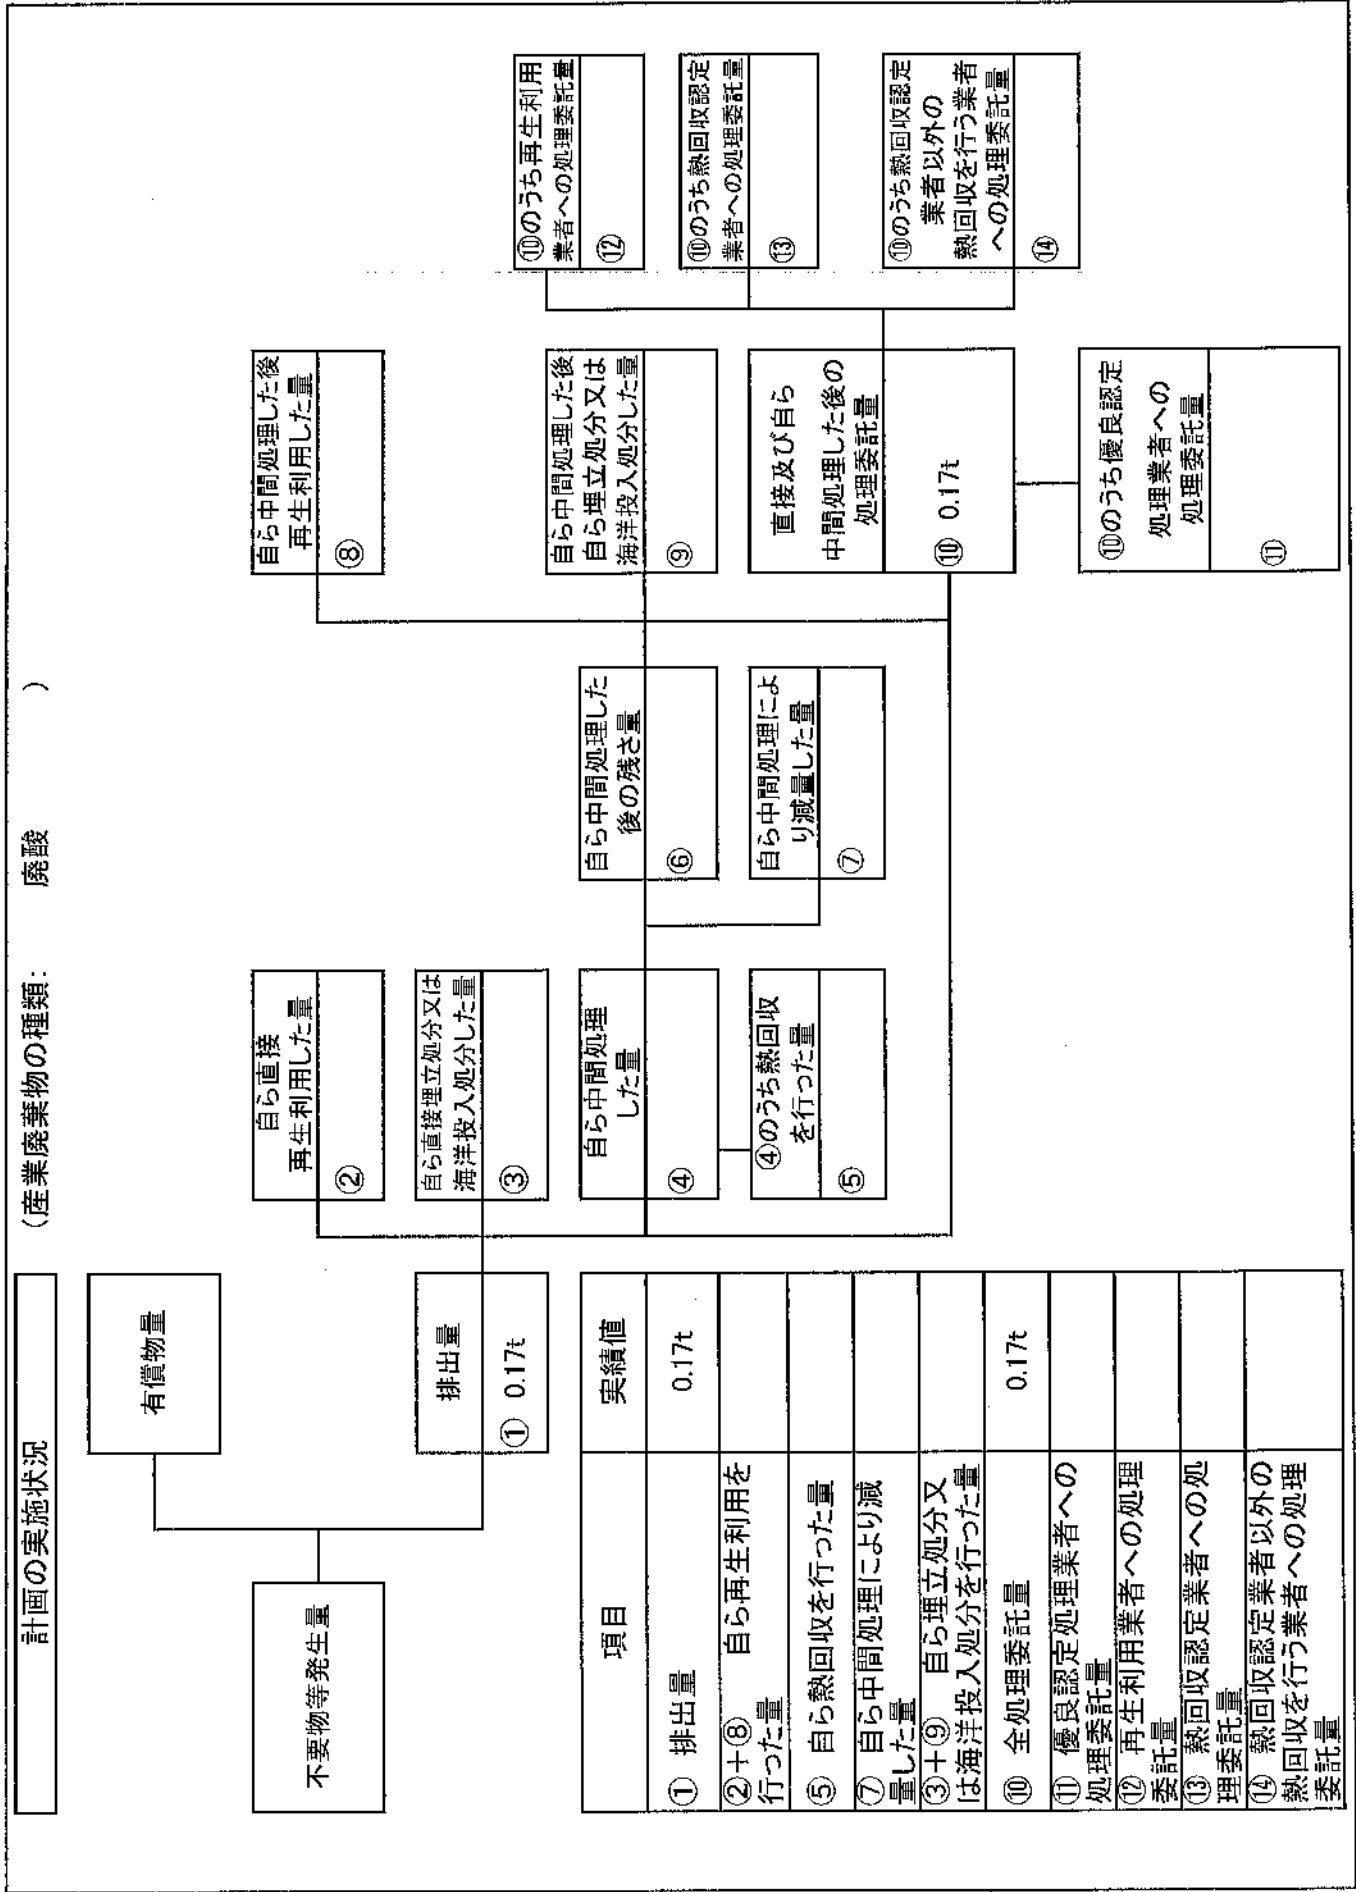 計画の実施状況
（産業廃棄物の種類：　廃酸　）
不要物等発生量
有償物量
排出量
① 0.17t
自ら直接
再生利用した量
②
自ら直接埋立処分又は
海洋投入処分した量
③
自ら中間処理
した量
④
④のうち熱回収
を行った量
⑤
自ら中間処理した
後の残さ量
⑥
自ら中間処理によ
り減量した量
⑦
自ら中間処理した後
再生利用した量
⑧
自ら中間処理した後
自ら埋立処分又は
海洋投入処分した量
⑨
直接及び自ら
中間処理した後の
処理委託量
⑩ 0.17t
⑩のうち優良認定
処理業者への
処理委託量
⑪
⑩のうち再生利用
業者への処理委託量
⑫
⑩のうち熱回収認定
業者への処理委託量
⑬
⑩のうち熱回収認定
業者以外の
熱回収を行う業者
への処理委託量
⑭
項目 実績値
① 排出量 0.17t
②＋⑧ 自ら再生利用を
行った量
⑤ 自ら熱回収を行った量
⑦ 自ら中間処理により減
量した量
③＋⑨ 自ら埋立処分又
は海洋投入処分を行った量
⑩ 全処理委託量 0.17t
⑪ 優良認定処理業者への
処理委託量
⑫ 再生利用業者への処理
委託量
⑬ 熱回収認定業者への処
理委託量
⑭ 熱回収認定業者以外の
熱回収を行う業者への処理
委託量